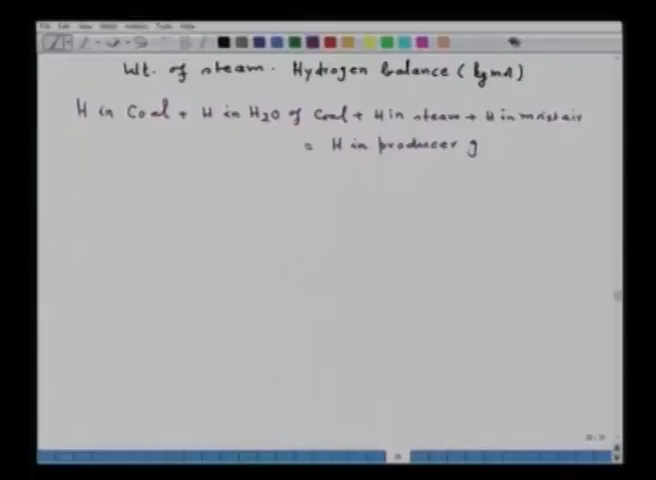 Wt. of steam. Hydrogen balance (kg mol)
H in Coal + H in H2O of Coal + H in steam + H in moist air
= H in producer g